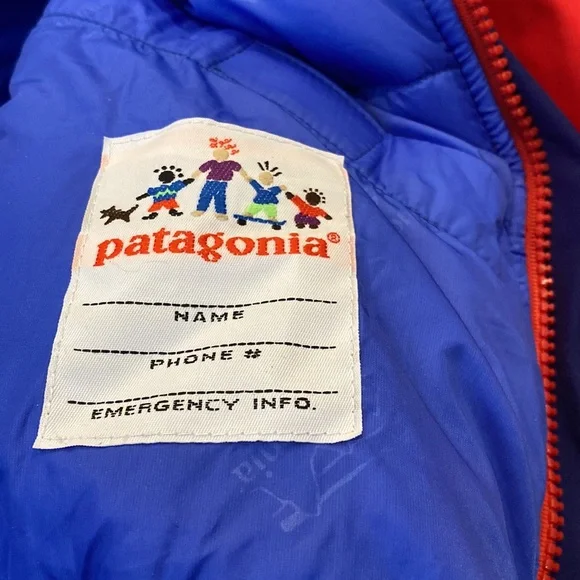 patagonia®
NAME
PHONE #
EMERGENCY INFO.